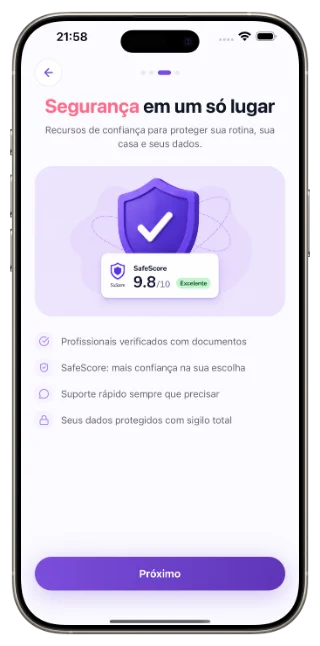 21:58
Segurança em um só lugar
Recursos de confiança para proteger sua rotina, sua
casa e seus dados.
SafeScore
9.8/10 Excelente
Profissionais verificados com documentos
SafeScore: mais confiança na sua escolha
Suporte rápido sempre que precisar
Seus dados protegidos com sigilo total
Próximo